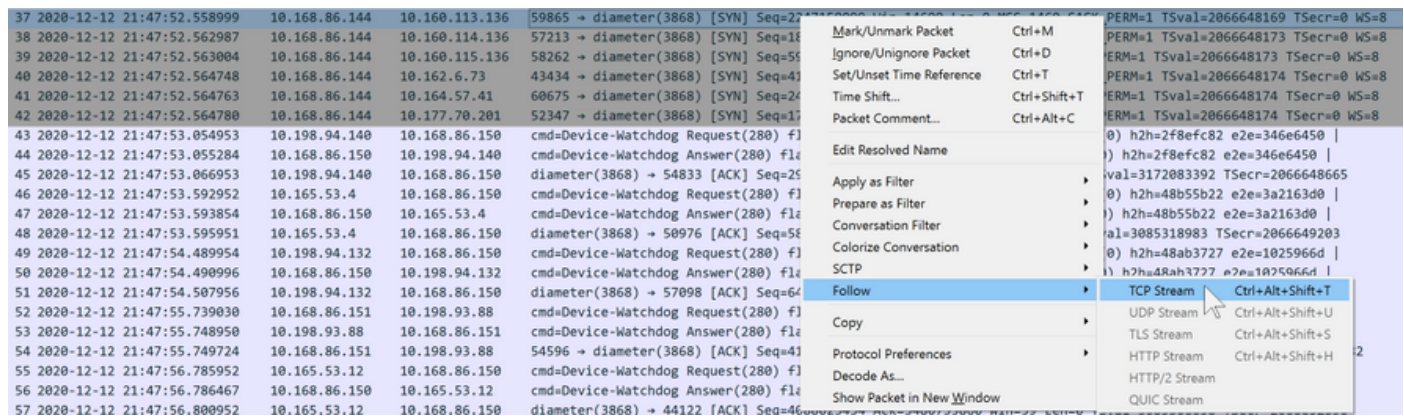 37 2020-12-12 21:47:52.558999 10.168.86.144 10.160.113.136 59865 → diameter(3868) [SYN] PERM=1 TSval=2066648169 TSecr=0 WS=8
38 2020-12-12 21:47:52.562987 10.168.86.144 10.160.114.136 57213 → diameter(3868) [SYN] Seq=18 PERM=1 TSval=2066648173 TSecr=0 WS=8
39 2020-12-12 21:47:52.563004 10.168.86.144 10.160.115.136 58262 → diameter(3868) [SYN] Seq=59 ERM=1 TSval=2066648173 TSecr=0 WS=8
40 2020-12-12 21:47:52.564748 10.168.86.144 10.162.6.73 43434 → diameter(3868) [SYN] Seq=41 PERM=1 TSval=2066648174 TSecr=0 WS=8
41 2020-12-12 21:47:52.564763 10.168.86.144 10.164.57.41 60675 → diameter(3868) [SYN] Seq=24 ERM=1 TSval=2066648174 TSecr=0 WS=8
42 2020-12-12 21:47:52.564780 10.168.86.144 10.177.70.201 52347 → diameter(3868) [SYN] Seq=17 ERM=1 TSval=2066648174 TSecr=0 WS=8
43 2020-12-12 21:47:53.054953 10.198.94.140 10.168.86.150 cmd=Device-Watchdog Request(280) fl 0) h2h=2f8efc82 e2e=346e6450 |
44 2020-12-12 21:47:53.055284 10.168.86.150 10.198.94.140 cmd=Device-Watchdog Answer(280) fla ) h2h=2f8efc82 e2e=346e6450 |
45 2020-12-12 21:47:53.066953 10.198.94.140 10.168.86.150 diameter(3868) → 54833 [ACK] Seq=29 val=3172083392 TSecr=2066648665
46 2020-12-12 21:47:53.592952 10.165.53.4 10.168.86.150 cmd=Device-Watchdog Request(280) fl 0) h2h=48b55b22 e2e=3a2163d0 |
47 2020-12-12 21:47:53.593854 10.168.86.150 10.165.53.4 cmd=Device-Watchdog Answer(280) fla ) h2h=48b55b22 e2e=3a2163d0 |
48 2020-12-12 21:47:53.595951 10.165.53.4 10.168.86.150 diameter(3868) → 50976 [ACK] Seq=58 al=3085318983 TSecr=2066649203
49 2020-12-12 21:47:54.489954 10.198.94.132 10.168.86.150 cmd=Device-Watchdog Request(280) fl 0) h2h=48ab3727 e2e=1025966d |
50 2020-12-12 21:47:54.490996 10.168.86.150 10.198.94.132 cmd=Device-Watchdog Answer(280) fla ) h2h=48ab3727 e2e=1025966d |
51 2020-12-12 21:47:54.507956 10.198.94.132 10.168.86.150 diameter(3868) → 57098 [ACK] Seq=64
52 2020-12-12 21:47:55.739030 10.168.86.151 10.198.93.88 cmd=Device-Watchdog Request(280) fl
53 2020-12-12 21:47:55.748950 10.198.93.88 10.168.86.151 cmd=Device-Watchdog Answer(280) fla
54 2020-12-12 21:47:55.749724 10.168.86.151 10.198.93.88 54596 → diameter(3868) [ACK] Seq=41 2
55 2020-12-12 21:47:56.785952 10.165.53.12 10.168.86.150 cmd=Device-Watchdog Request(280) fl
56 2020-12-12 21:47:56.786467 10.168.86.150 10.165.53.12 cmd=Device-Watchdog Answer(280) fla
57 2020-12-12 21:47:56.800952 10.165.53.12 10.168.86.150 diameter(3868) → 44122 [ACK]
Mark/Unmark Packet Ctrl+M
Ignore/Unignore Packet Ctrl+D
Set/Unset Time Reference Ctrl+T
Time Shift... Ctrl+Shift+T
Packet Comment... Ctrl+Alt+C
Edit Resolved Name
Apply as Filter
Prepare as Filter
Conversation Filter
Colorize Conversation
SCTP
Follow
Copy
Protocol Preferences
Decode As...
Show Packet in New Window
TCP Stream Ctrl+Alt+Shift+T
UDP Stream Ctrl+Alt+Shift+U
TLS Stream Ctrl+Alt+Shift+S
HTTP Stream Ctrl+Alt+Shift+H
HTTP/2 Stream
QUIC Stream